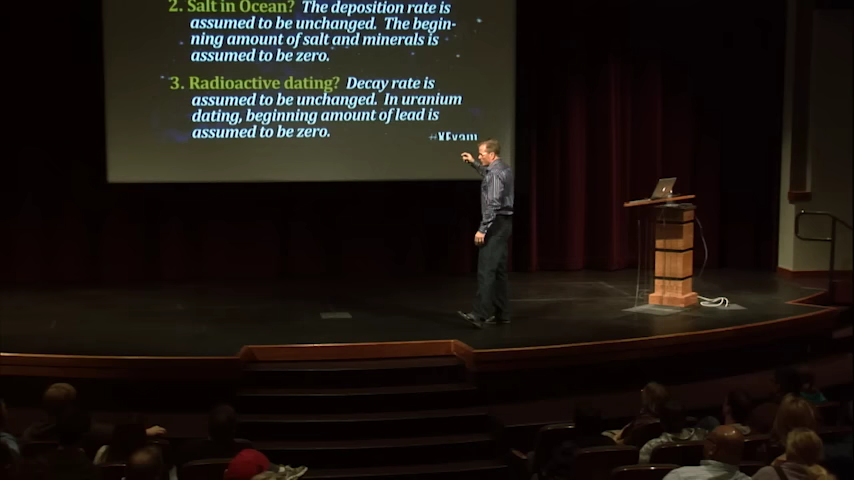 2. Salt in Ocean? The deposition rate is
assumed to be unchanged. The begin-
ning amount of salt and minerals is
assumed to be zero.
3. Radioactive dating? Decay rate is
assumed to be unchanged. In uranium
dating, beginning amount of lead is
assumed to be zero.